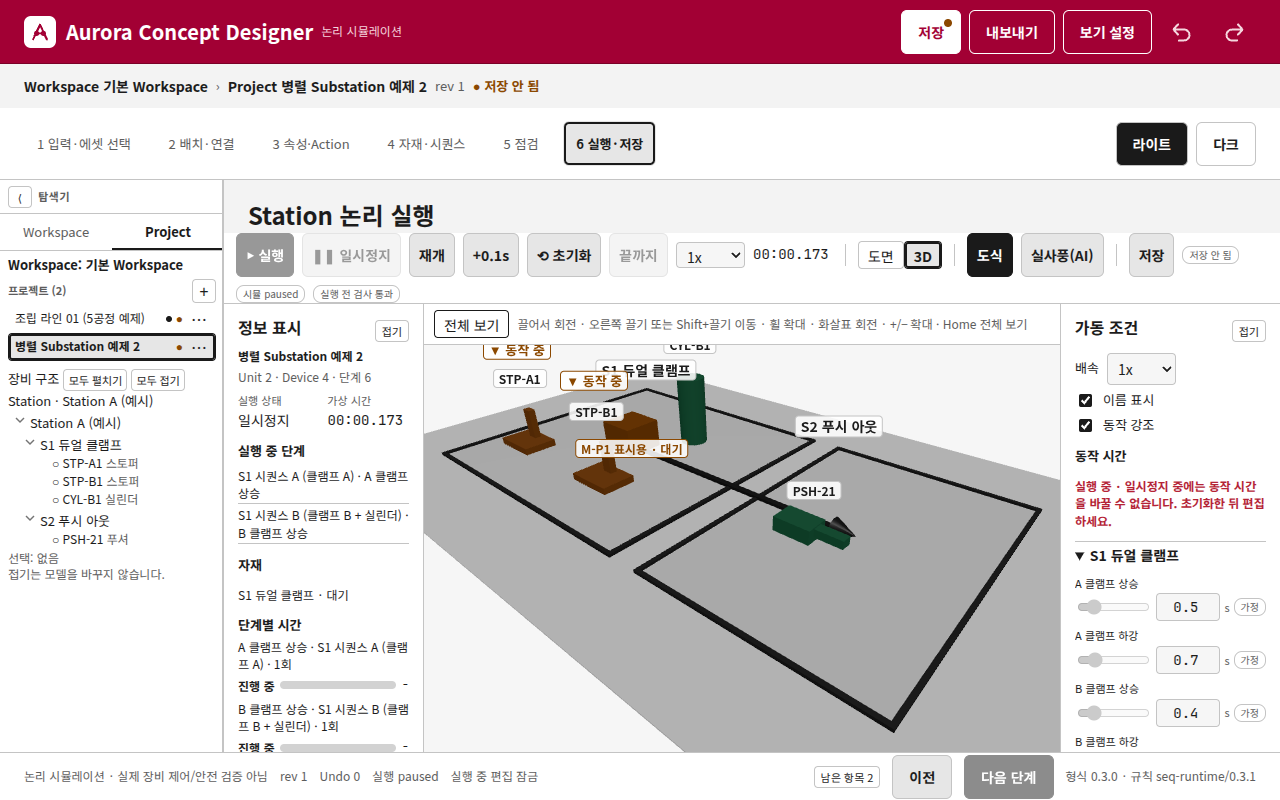 Aurora Concept Designer 논리 시뮬레이션 저장 내보내기 보기 설정
Workspace 기본 Workspace › Project 병렬 Substation 예제 2 rev 1 ● 저장 안 됨
1 입력·에셋 선택 2 배치·연결 3 속성·Action 4 자재·시퀀스 5 점검 6 실행·저장 라이트 다크
⟨ 탐색기
Workspace Project
Workspace: 기본 Workspace
프로젝트 (2) +
조립 라인 01 (5공정 예제) ● ● ···
병렬 Substation 예제 2 ● ···
장비 구조 모두 펼치기 모두 접기
Station · Station A (예시)
Station A (예시)
S1 듀얼 클램프
○ STP-A1 스토퍼
○ STP-B1 스토퍼
○ CYL-B1 실린더
S2 푸시 아웃
○ PSH-21 푸셔
선택: 없음
접기는 모델을 바꾸지 않습니다.
Station 논리 실행
▶ 실행 ❚❚ 일시정지 재개 +0.1s ⟲ 초기화 끝까지 1x 00:00.173 도면 3D 도식 실사풍(AI) 저장 저장 안 됨
시뮬 paused 실행 전 검사 통과
정보 표시 접기
병렬 Substation 예제 2
Unit 2 · Device 4 · 단계 6
실행 상태 가상 시간
일시정지 00:00.173
실행 중 단계
S1 시퀀스 A (클램프 A) · A 클램프
상승
S1 시퀀스 B (클램프 B + 실린더) ·
B 클램프 상승
자재
S1 듀얼 클램프 · 대기
단계별 시간
A 클램프 상승 · S1 시퀀스 A (클램
프 A) · 1회
진행 중 -
B 클램프 상승 · S1 시퀀스 B (클램
프 B + 실린더) · 1회
진행 중 -
전체 보기 끌어서 회전 · 오른쪽 끌기 또는 Shift+끌기 이동 · 휠 확대 · 화살표 회전 · +/− 확대 · Home 전체 보기
▼ 동작 중
CYL-B1
S1 듀얼 클램프
STP-A1
▼ 동작 중
STP-B1
S2 푸시 아웃
M-P1 표시용 · 대기
PSH-21
가동 조건 접기
배속 1x
이름 표시
동작 강조
동작 시간
실행 중 · 일시정지 중에는 동작 시간
을 바꿀 수 없습니다. 초기화한 뒤 편집
하세요.
▼ S1 듀얼 클램프
A 클램프 상승
0.5 s 가정
A 클램프 하강
0.7 s 가정
B 클램프 상승
0.4 s 가정
B 클램프 하강
논리 시뮬레이션 · 실제 장비 제어/안전 검증 아님 rev 1 Undo 0 실행 paused 실행 중 편집 잠금 남은 항목 2 이전 다음 단계 형식 0.3.0 · 규칙 seq-runtime/0.3.1